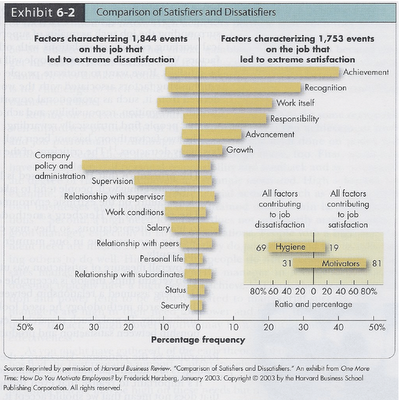 Exhibit 6-2 Comparison of Satisfiers and Dissatisfiers
Factors characterizing 1,844 events
on the job that
led to extreme dissatisfaction
Factors characterizing 1,753 events
on the job that
led to extreme satisfaction
Achievement
Recognition
Work itself
Responsibility
Advancement
Growth
Company
policy and
administration
Supervision
Relationship with supervisor
Work conditions
Salary
Relationship with peers
Personal life
Relationship with subordinates
Status
Security
All factors
contributing
to job
dissatisfaction
All factors
contributing
to job
satisfaction
69 Hygiene 19
31 Motivators 81
80% 60 40 20 0 20 60 80%
Ratio and percentage
50% 40 30 20 10 0 10 20 30 40 50%
Percentage frequency
Source: Reprinted by permission of Harvard Business Review. "Comparison of Satisfiers and Dissatisfiers." An exhibit from One More
Time: How Do You Motivate Employees? by Frederick Herzberg, January 2003. Copyright © 2003 by the Harvard Business School
Publishing Corporation. All rights reserved.